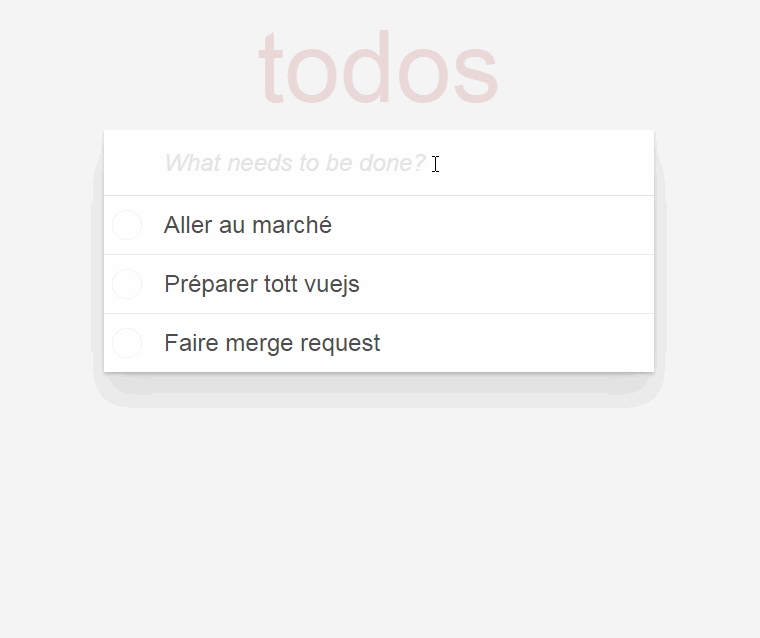 todos
What needs to be done?
Aller au marché
Préparer tott vuejs
Faire merge request